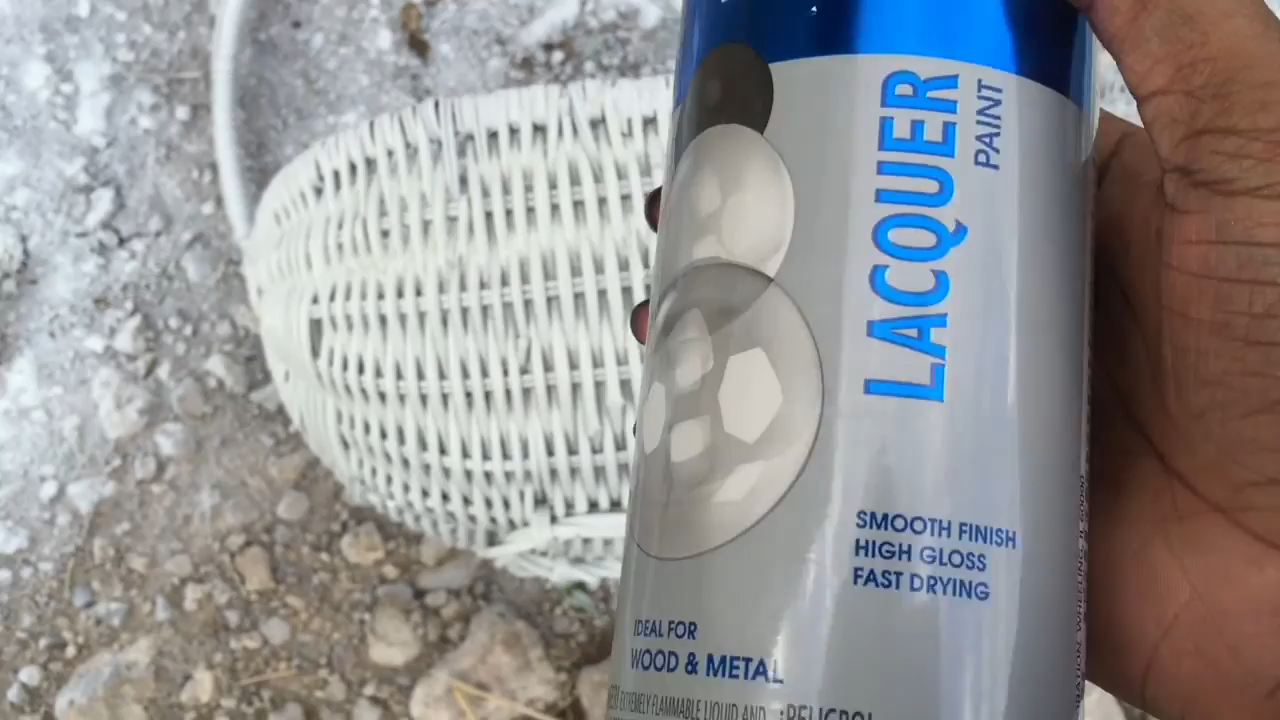 LACQUER
PAINT
SMOOTH FINISH
HIGH GLOSS
FAST DRYING
IDEAL FOR
WOOD & METAL
EXTREMELY FLAMMABLE LIQUID AND